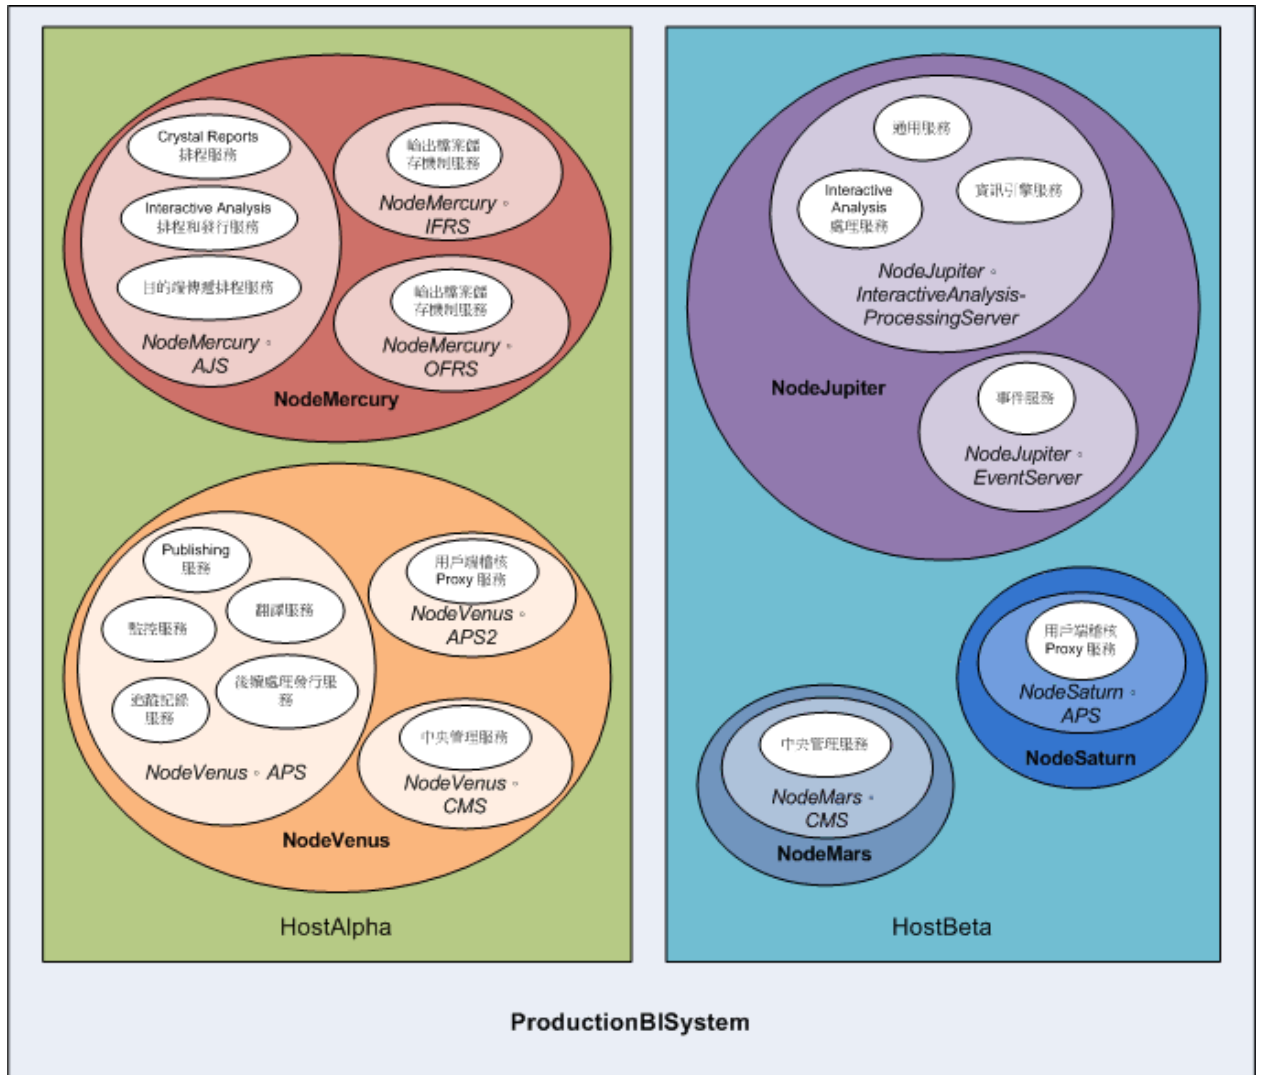 Crystal Reports
排程服務
Interactive Analysis
排程和發行服務
目的端傳遞排程服務
NodeMercury。
AJS
輸出檔案儲
存機制服務
NodeMercury。
IFRS
輸出檔案儲
存機制服務
NodeMercury。
OFRS
NodeMercury
Publishing
服務
監控服務
翻譯服務
追蹤記錄
服務
後續處理發行服
務
NodeVenus。APS
用戶端稽核
Proxy 服務
NodeVenus。
APS2
中央管理服務
NodeVenus。
CMS
NodeVenus
HostAlpha
通用服務
Interactive
Analysis
處理服務
資訊引擎服務
NodeJupiter。
InteractiveAnalysis-
ProcessingServer
NodeJupiter
事件服務
NodeJupiter。
EventServer
用戶端稽核
Proxy 服務
NodeSaturn。
APS
NodeSaturn
中央管理服務
NodeMars。
CMS
NodeMars
HostBeta
ProductionBISystem